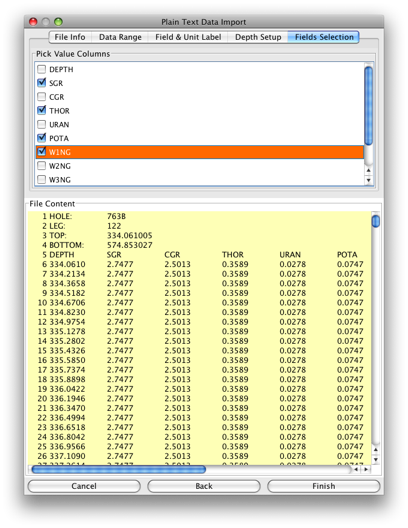 Plain Text Data Import
File Info Data Range Field & Unit Label Depth Setup Fields Selection
Pick Value Columns
DEPTH
SGR
CGR
THOR
URAN
POTA
W1NG
W2NG
W3NG
File Content
1 HOLE: 763B
2 LEG: 122
3 TOP: 334.061005
4 BOTTOM: 574.853027
5 DEPTH SGR CGR THOR URAN POTA
6 334.0610 2.7477 2.5013 0.3589 0.0278 0.0747
7 334.2134 2.7477 2.5013 0.3589 0.0278 0.0747
8 334.3658 2.7477 2.5013 0.3589 0.0278 0.0747
9 334.5182 2.7477 2.5013 0.3589 0.0278 0.0747
10 334.6706 2.7477 2.5013 0.3589 0.0278 0.0747
11 334.8230 2.7477 2.5013 0.3589 0.0278 0.0747
12 334.9754 2.7477 2.5013 0.3589 0.0278 0.0747
13 335.1278 2.7477 2.5013 0.3589 0.0278 0.0747
14 335.2802 2.7477 2.5013 0.3589 0.0278 0.0747
15 335.4326 2.7477 2.5013 0.3589 0.0278 0.0747
16 335.5850 2.7477 2.5013 0.3589 0.0278 0.0747
17 335.7374 2.7477 2.5013 0.3589 0.0278 0.0747
18 335.8898 2.7477 2.5013 0.3589 0.0278 0.0747
19 336.0422 2.7477 2.5013 0.3589 0.0278 0.0747
20 336.1946 2.7477 2.5013 0.3589 0.0278 0.0747
21 336.3470 2.7477 2.5013 0.3589 0.0278 0.0747
22 336.4994 2.7477 2.5013 0.3589 0.0278 0.0747
23 336.6518 2.7477 2.5013 0.3589 0.0278 0.0747
24 336.8042 2.7477 2.5013 0.3589 0.0278 0.0747
25 336.9566 2.7477 2.5013 0.3589 0.0278 0.0747
26 337.1090 2.7477 2.5013 0.3589 0.0278 0.0747
27 337.2614 2.7477 2.5013 0.3589 0.0278 0.0747
Cancel Back Finish